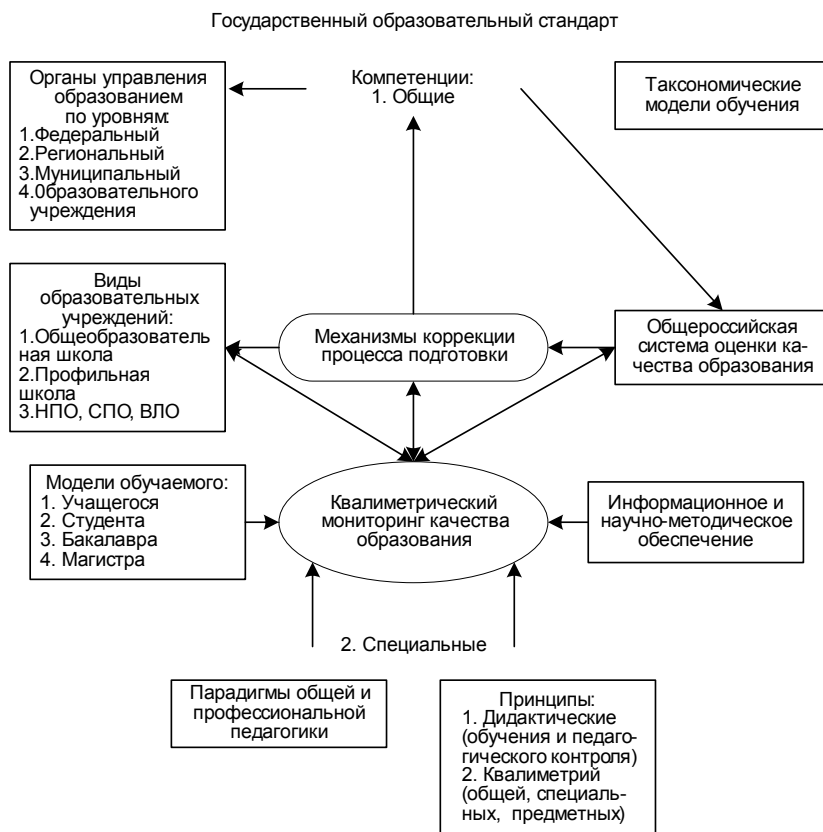 Государственный образовательный стандарт
Органы управления
образованием
по уровням:
1.Федеральный
2.Региональный
3.Муниципальный
4.Образовательного
учреждения
Компетенции:
1. Общие
Таксономические
модели обучения
Виды
образовательных
учреждений:
1.Общеобразователь
ная школа
2.Профильная
школа
3.НПО, СПО, ВЛО
Механизмы коррекции
процесса подготовки
Общероссийская
система оценки ка-
чества образования
Модели обучаемого:
1. Учащегося
2. Студента
3. Бакалавра
4. Магистра
Квалиметрический
мониторинг качества
образования
Информационное и
научно-методическое
обеспечение
2. Специальные
Парадигмы общей и
профессиональной
педагогики
Принципы:
1. Дидактические
(обучения и педаго-
гического контроля)
2. Квалиметрий
(общей, специаль-
ных, предметных)